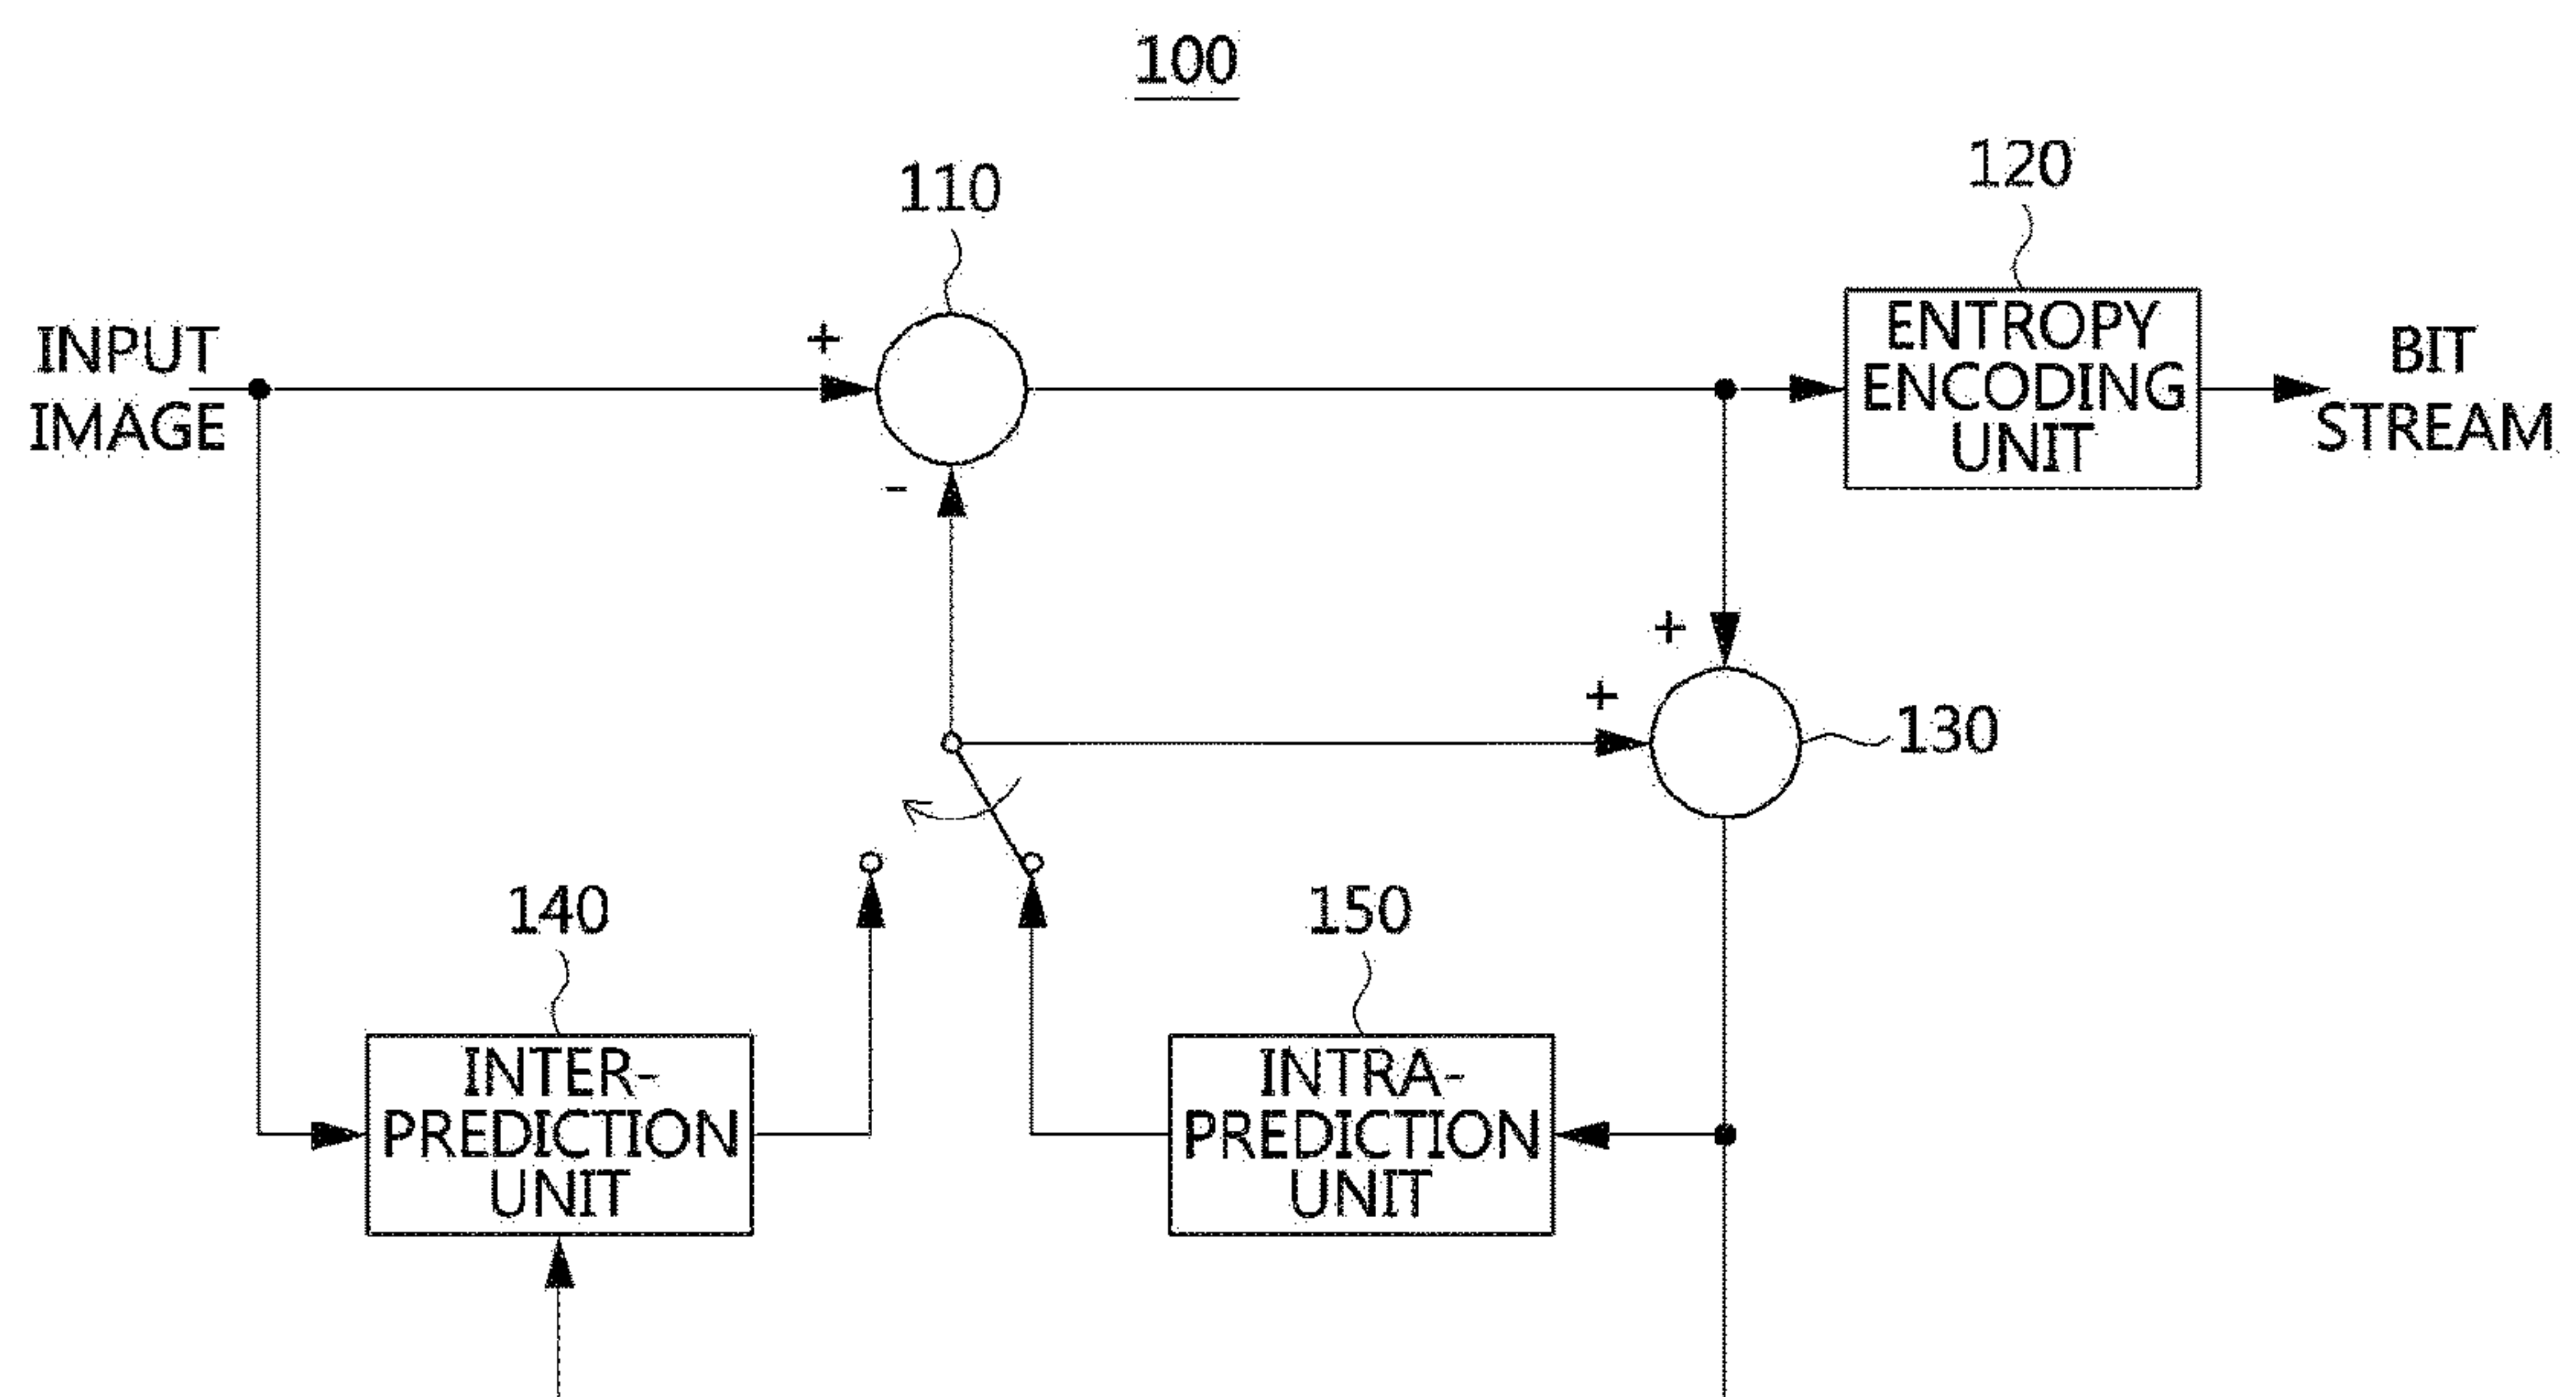 100
110
120
INPUT
IMAGE
+
-
ENTROPY
ENCODING
UNIT
BIT
STREAM
+
+
130
140
150
INTER-
PREDICTION
UNIT
INTRA-
PREDICTION
UNIT